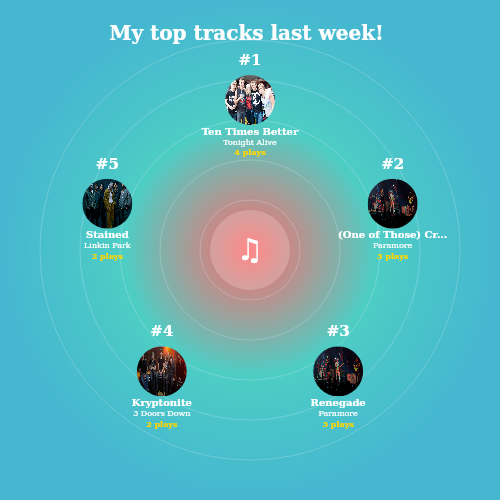 My top tracks last week!
#1
Ten Times Better
Tonight Alive
4 plays
#2
(One of Those) Cr...
Paramore
3 plays
#3
Renegade
Paramore
3 plays
#4
Kryptonite
3 Doors Down
2 plays
#5
Stained
Linkin Park
2 plays